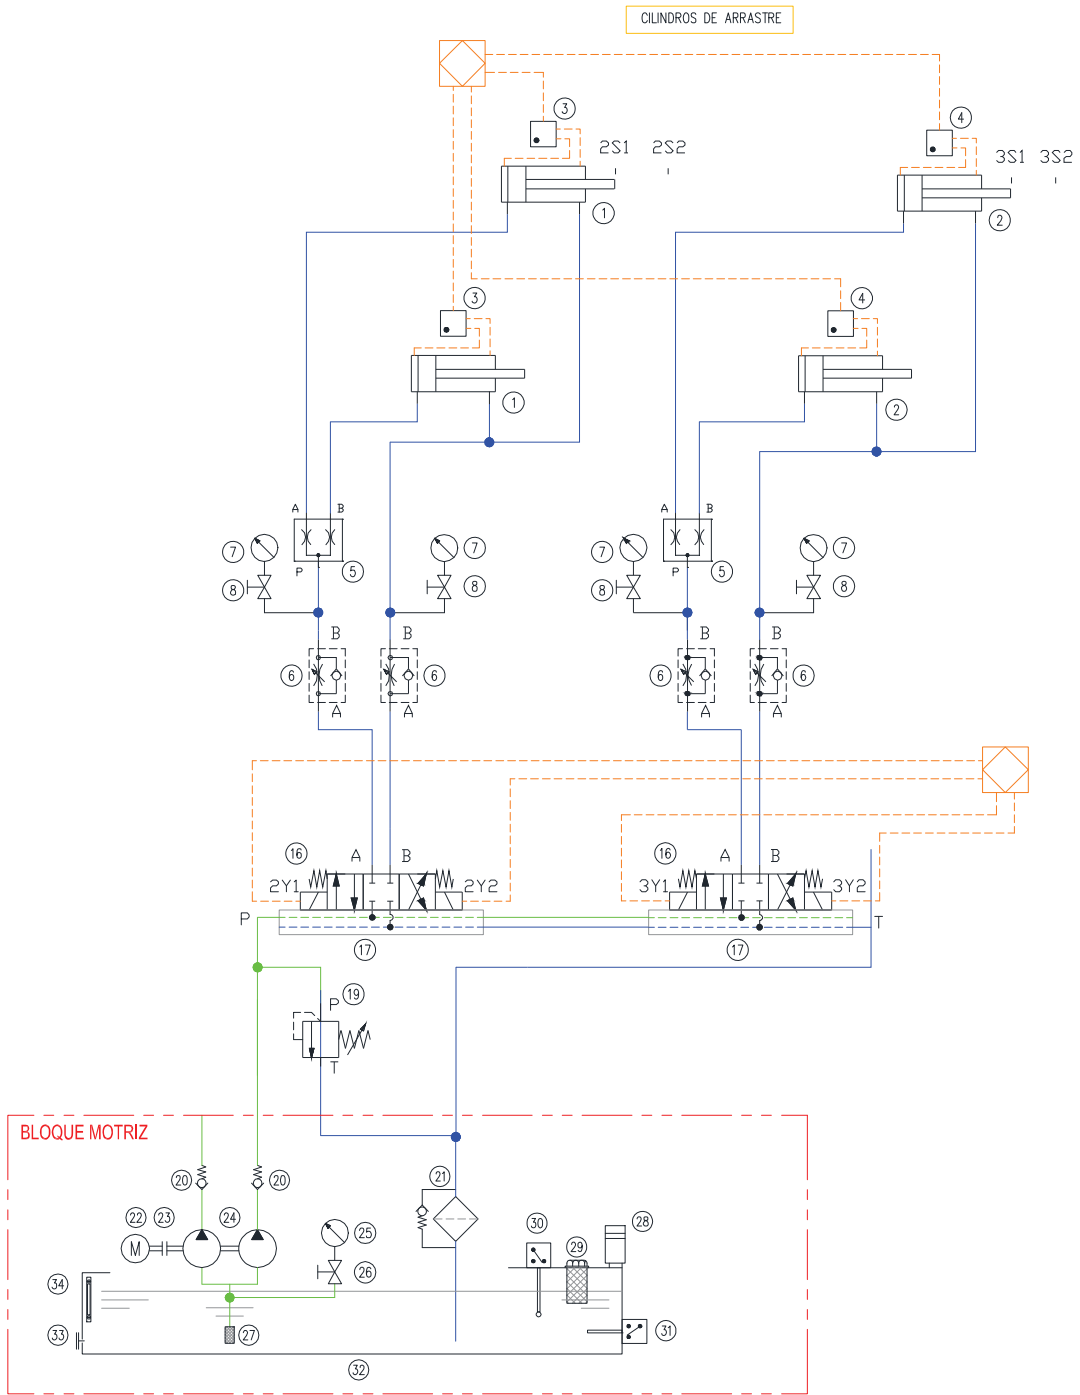 CILINDROS DE ARRASTRE
3
4
2S1 2S2
3S1 3S2
1
2
3
4
1
2
A B
A B
7
7
7
7
P
5
P
5
8
8
8
8
B
B
B
B
6
6
6
6
A
A
A
A
16
A
B
16
A
B
2Y1
2Y2
3Y1
3Y2
P
T
17
17
P
19
T
BLOQUE MOTRIZ
20
20
21
22
23
24
25
30
28
M
29
26
34
33
27
31
32